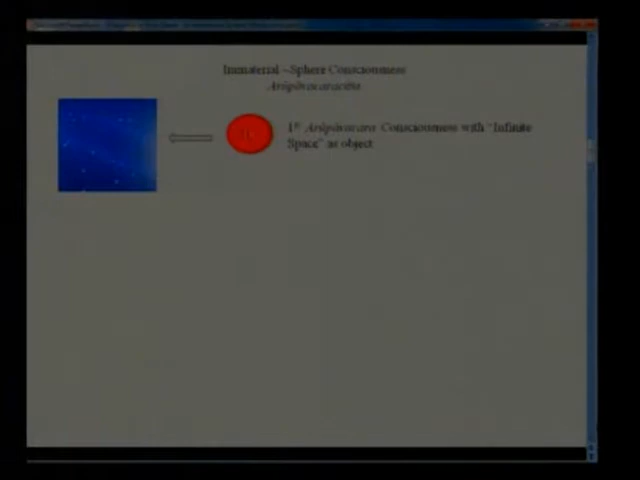 Immaterial –Sphere Consciousness
Arūpāvacaracitta
1st Arūpāvacara Consciousness with "Infinite
Space" as object